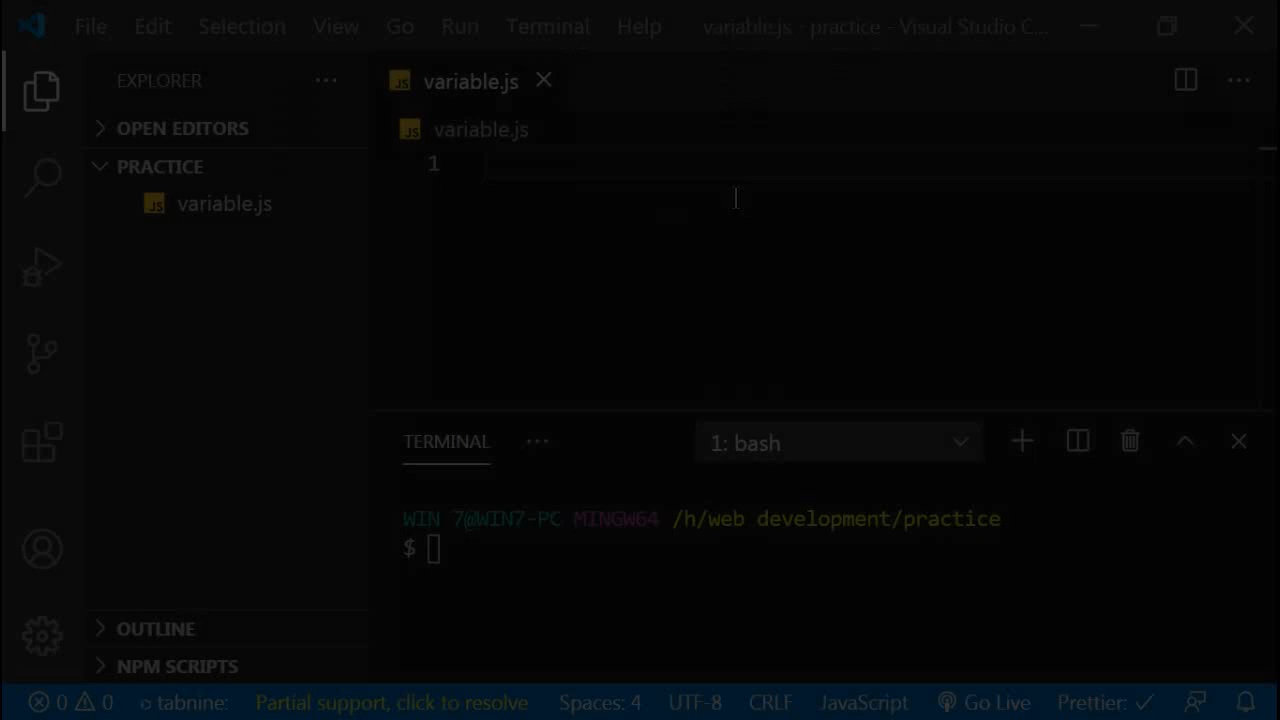 File Edit Selection View Go Run Terminal Help variable.js - practice - Visual Studio C...
EXPLORER
variable.js
OPEN EDITORS
JS variable.js
PRACTICE
1
JS variable.js
TERMINAL
1: bash
WIN 7@WIN7-PC MINGW64 /h/web development/practice
$
OUTLINE
NPM SCRIPTS
0 0 tabnine: Partial support, click to resolve Spaces: 4 UTF-8 CRLF JavaScript Go Live Prettier: